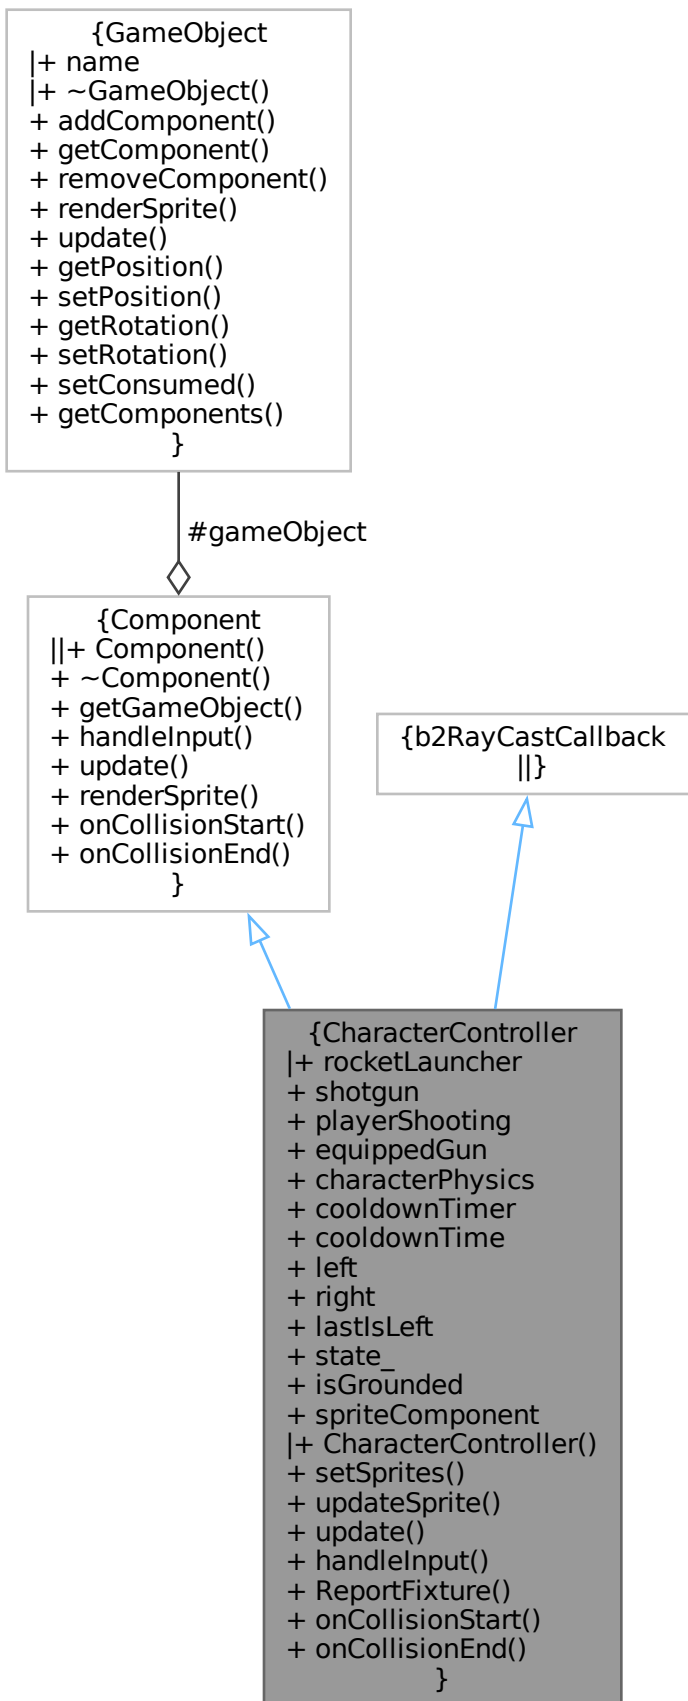 {GameObject
|+ name
|+ ~GameObject()
+ addComponent()
+ getComponent()
+ removeComponent()
+ renderSprite()
+ update()
+ getPosition()
+ setPosition()
+ getRotation()
+ setRotation()
+ setConsumed()
+ getComponents()
}
#gameObject
{Component
||+ Component()
+ ~Component()
+ getGameObject()
+ handleInput()
+ update()
+ renderSprite()
+ onCollisionStart()
+ onCollisionEnd()
}
{b2RayCastCallback
||}
{CharacterController
|+ rocketLauncher
+ shotgun
+ playerShooting
+ equippedGun
+ characterPhysics
+ cooldownTimer
+ cooldownTime
+ left
+ right
+ lastIsLeft
+ state_
+ isGrounded
+ spriteComponent
|+ CharacterController()
+ setSprites()
+ updateSprite()
+ update()
+ handleInput()
+ ReportFixture()
+ onCollisionStart()
+ onCollisionEnd()
}